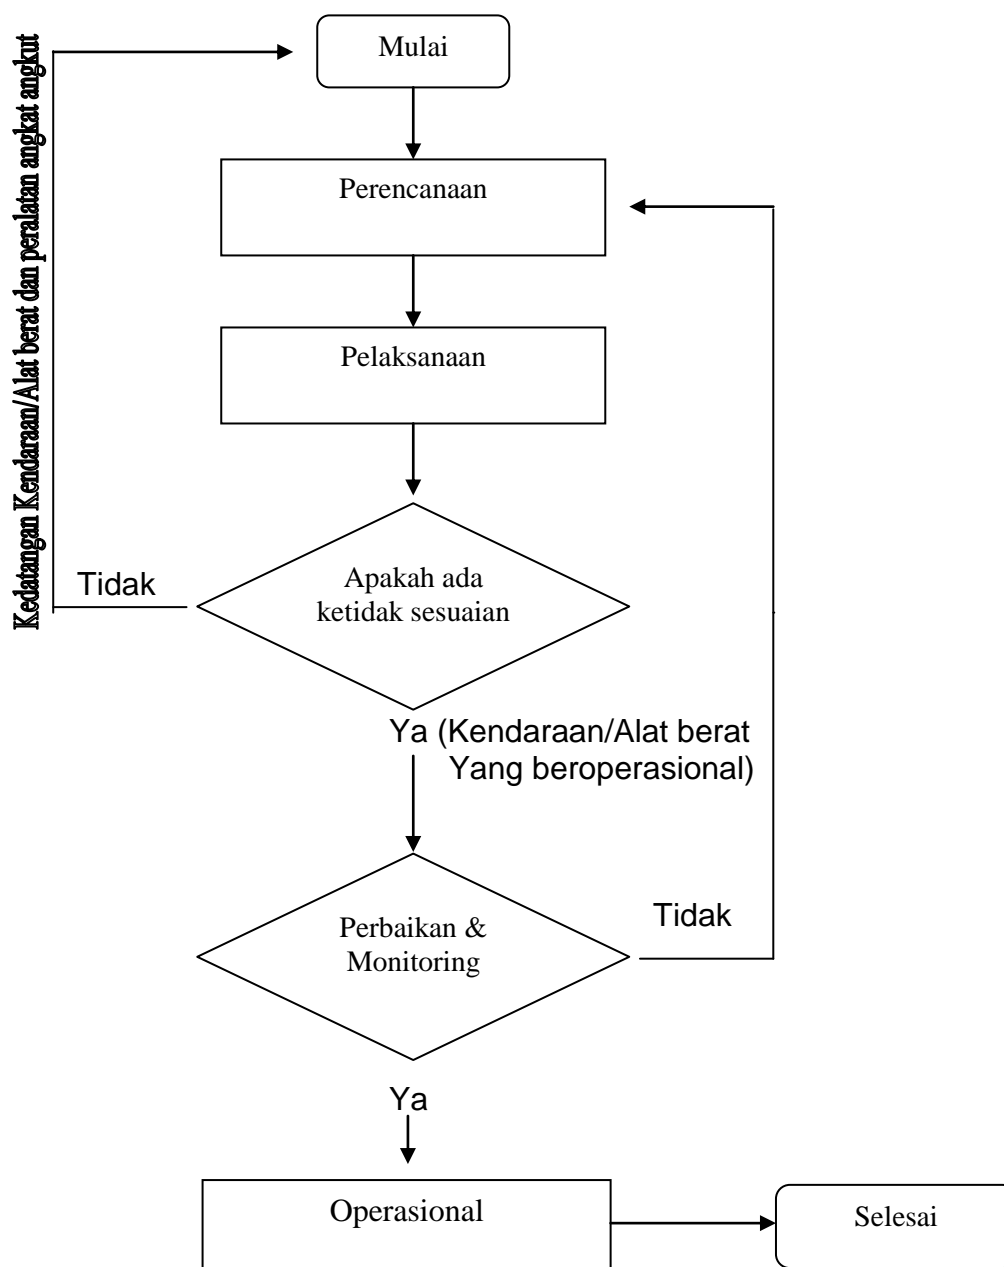 Mulai
Kedatangan Kendaraan/Alat berat dan peralatan angkat angkut
Perencanaan
Pelaksanaan
Tidak
Apakah ada
ketidak sesuaian
Ya (Kendaraan/Alat berat
Yang beroperasional)
Perbaikan &
Monitoring
Tidak
Ya
Operasional
Selesai